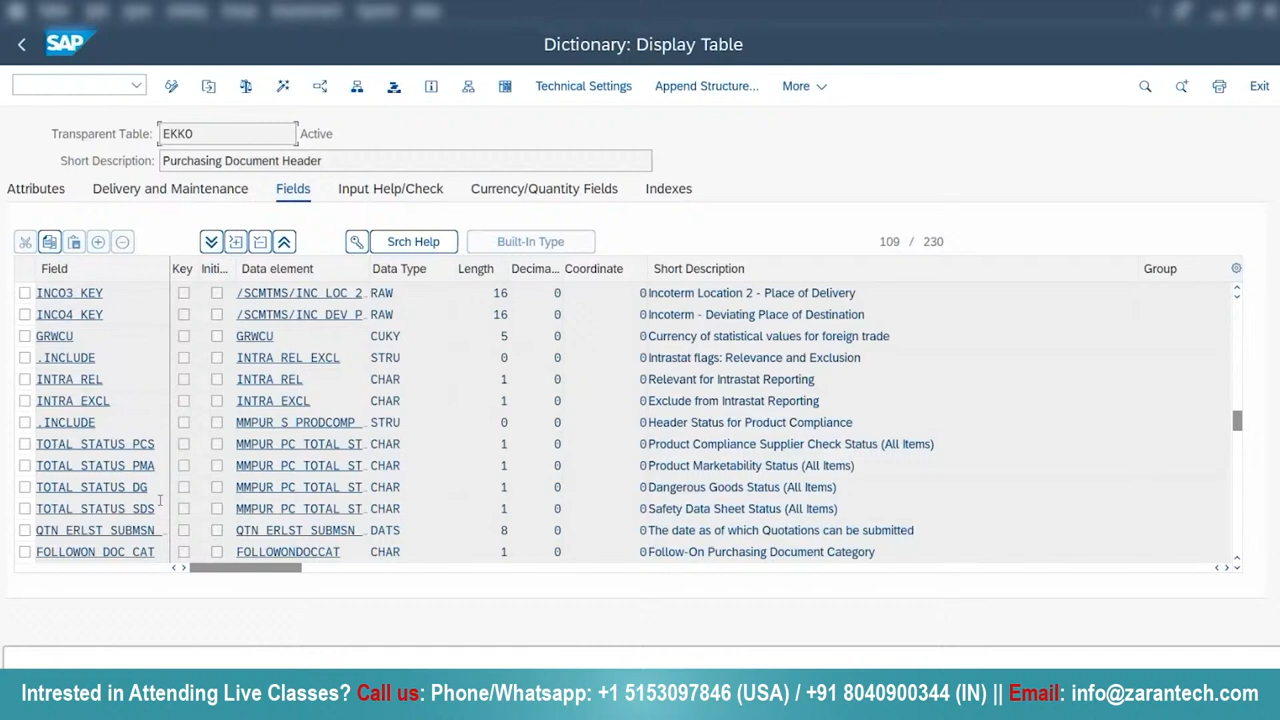 SAP
Dictionary: Display Table
Technical Settings
Append Structure...
More
Exit
Transparent Table: EKKO Active
Short Description: Purchasing Document Header
Attributes Delivery and Maintenance Fields Input Help/Check Currency/Quantity Fields Indexes
Srch Help Built-In Type 109 / 230
Field Key Initi... Data element Data Type Length Decima... Coordinate Short Description Group
INCO3_KEY /SCMTMS/INC_LOC_2_ RAW 16 0 0 Incoterm Location 2 - Place of Delivery
INCO4_KEY /SCMTMS/INC_DEV_P_ RAW 16 0 0 Incoterm - Deviating Place of Destination
GRWCU GRWCU CUKY 5 0 0 Currency of statistical values for foreign trade
.INCLUDE INTRA_REL_EXCL STRU 0 0 0 Intrastat flags: Relevance and Exclusion
INTRA_REL INTRA_REL CHAR 1 0 0 Relevant for Intrastat Reporting
INTRA_EXCL INTRA_EXCL CHAR 1 0 0 Exclude from Intrastat Reporting
.INCLUDE MMPUR_S_PRODCOMP_ STRU 0 0 0 Header Status for Product Compliance
TOTAL_STATUS_PCS MMPUR_PC_TOTAL_ST_ CHAR 1 0 0 Product Compliance Supplier Check Status (All Items)
TOTAL_STATUS_PMA MMPUR_PC_TOTAL_ST_ CHAR 1 0 0 Product Marketability Status (All Items)
TOTAL_STATUS_DG MMPUR_PC_TOTAL_ST_ CHAR 1 0 0 Dangerous Goods Status (All Items)
TOTAL_STATUS_SDS MMPUR_PC_TOTAL_ST_ CHAR 1 0 0 Safety Data Sheet Status (All Items)
QTN_ERLST_SUBMSN_ QTN_ERLST_SUBMSN_ DATS 8 0 0 The date as of which Quotations can be submitted
FOLLOWON_DOC_CAT FOLLOWONDOCCAT CHAR 1 0 0 Follow-On Purchasing Document Category
Intrested in Attending Live Classes? Call us: Phone/Whatsapp: +1 5153097846 (USA) / +91 8040900344 (IN) || Email: info@zarantech.com